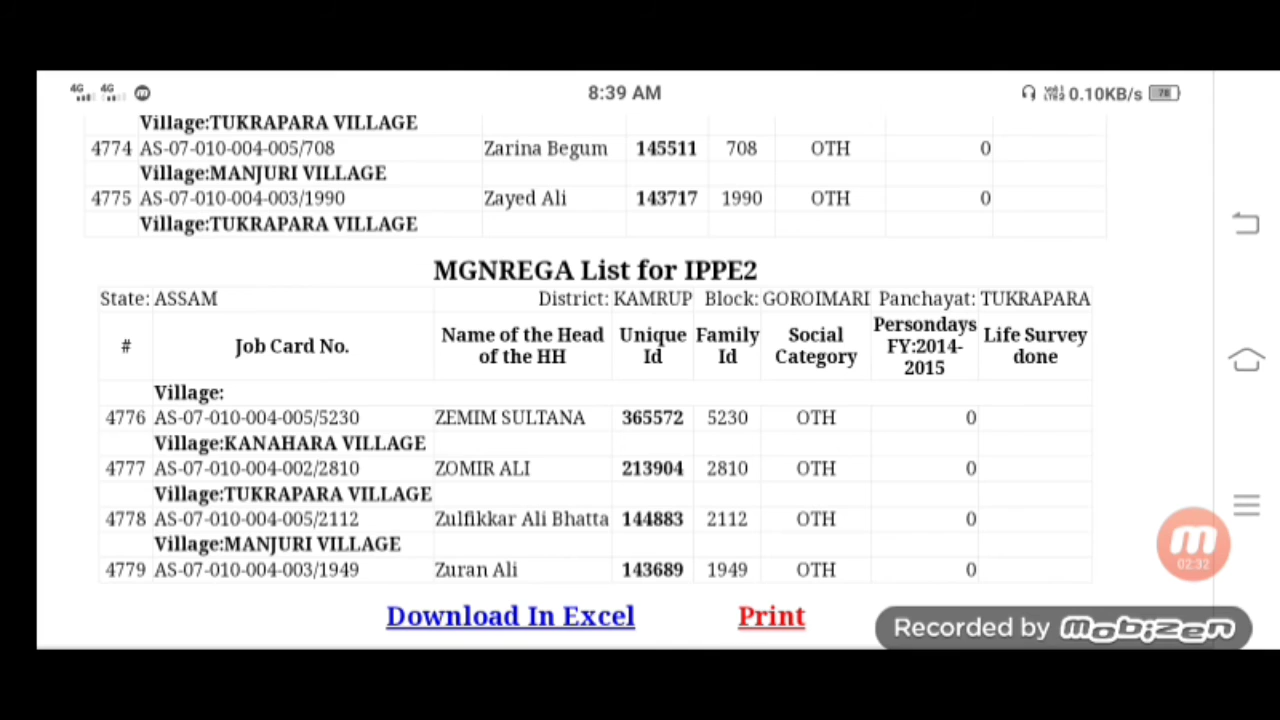 4G 4G m 8:39 AM 0.10KB/s 78
Village:TUKRAPARA VILLAGE
4774 AS-07-010-004-005/708 Zarina Begum 145511 708 OTH 0
Village:MANJURI VILLAGE
4775 AS-07-010-004-003/1990 Zayed Ali 143717 1990 OTH 0
Village:TUKRAPARA VILLAGE
MGNREGA List for IPPE2
State: ASSAM District: KAMRUP Block: GOROIMARI Panchayat: TUKRAPARA
# Job Card No. Name of the Head of the HH Unique Id Family Id Social Category Persondays FY:2014-2015 Life Survey done
Village:
4776 AS-07-010-004-005/5230 ZEMIM SULTANA 365572 5230 OTH 0
Village:KANAHARA VILLAGE
4777 AS-07-010-004-002/2810 ZOMIR ALI 213904 2810 OTH 0
Village:TUKRAPARA VILLAGE
4778 AS-07-010-004-005/2112 Zulfikkar Ali Bhatta 144883 2112 OTH 0
Village:MANJURI VILLAGE
4779 AS-07-010-004-003/1949 Zuran Ali 143689 1949 OTH 0
m
02:32
Download In Excel Print
Recorded by mobizen